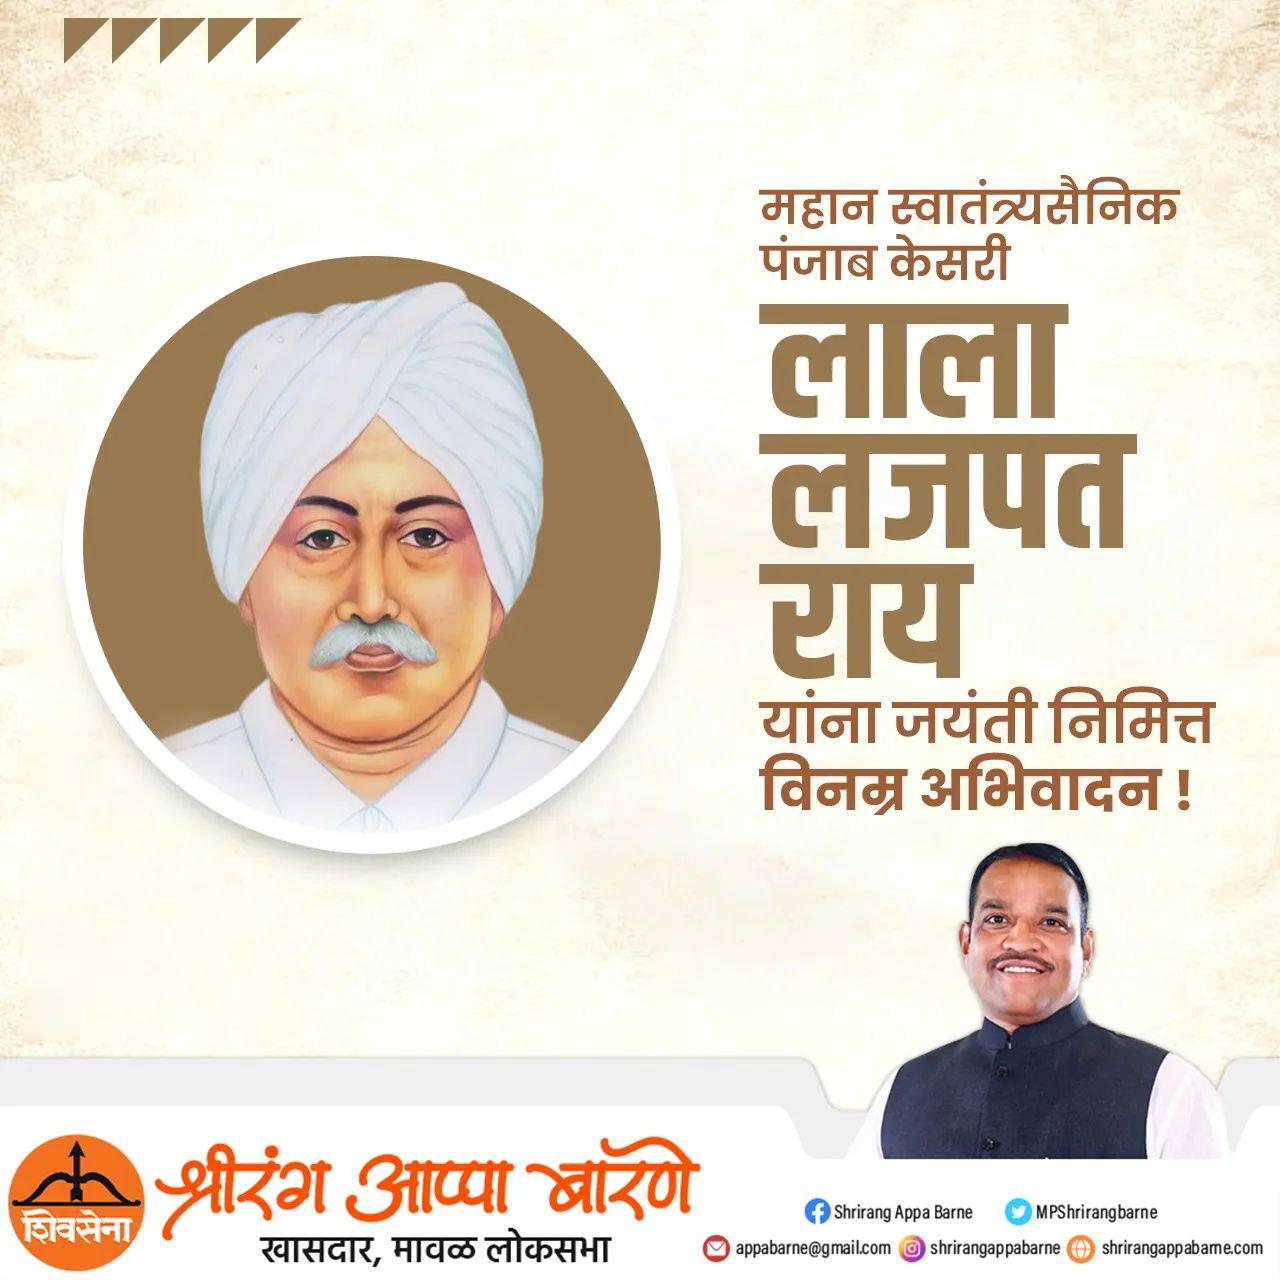 महान स्वातंत्र्यसैनिक
पंजाब केसरी
लाला
लजपत
राय
यांना जयंती निमित्त
विनम्र अभिवादन !
शिवसेना
श्रीरंग आप्पा बारणे
खासदार, मावळ लोकसभा
Shrirang Appa Barne
MPShrirangbarne
appabarne@gmail.com
shrirangappabarne
shrirangappabarne.com